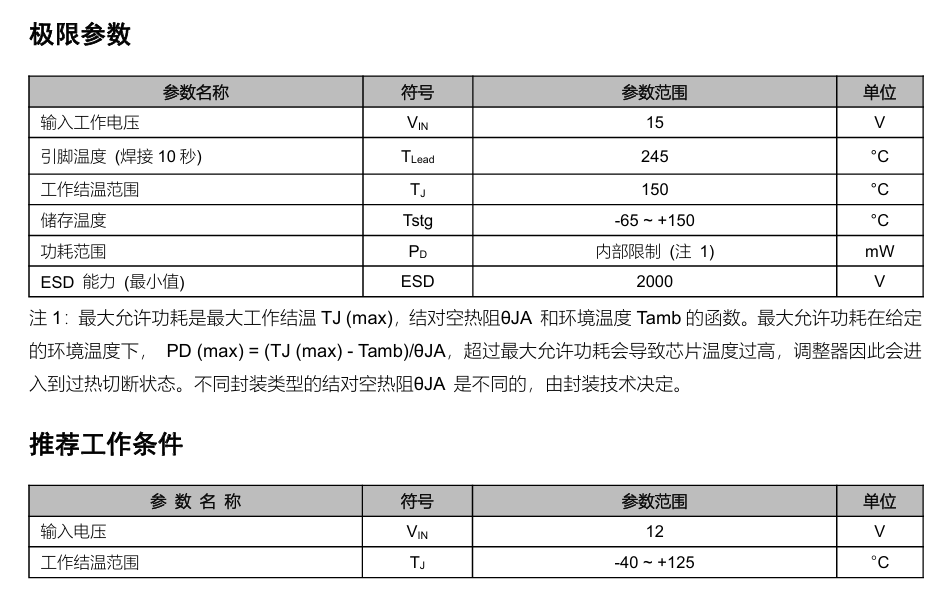 极限参数
参数名称 符号 参数范围 单位
输入工作电压 VIN 15 V
引脚温度 (焊接 10 秒) TLead 245 °C
工作结温范围 TJ 150 °C
储存温度 Tstg -65 ~ +150 °C
功耗范围 PD 内部限制 (注 1) mW
ESD 能力 (最小值) ESD 2000 V
注 1：最大允许功耗是最大工作结温 TJ (max)，结对空热阻θJA 和环境温度 Tamb 的函数。最大允许功耗在给定
的环境温度下， PD (max) = (TJ (max) - Tamb)/θJA，超过最大允许功耗会导致芯片温度过高，调整器因此会进
入到过热切断状态。不同封装类型的结对空热阻θJA 是不同的，由封装技术决定。
推荐工作条件
参 数 名 称 符号 参数范围 单位
输入电压 VIN 12 V
工作结温范围 TJ -40 ~ +125 °C